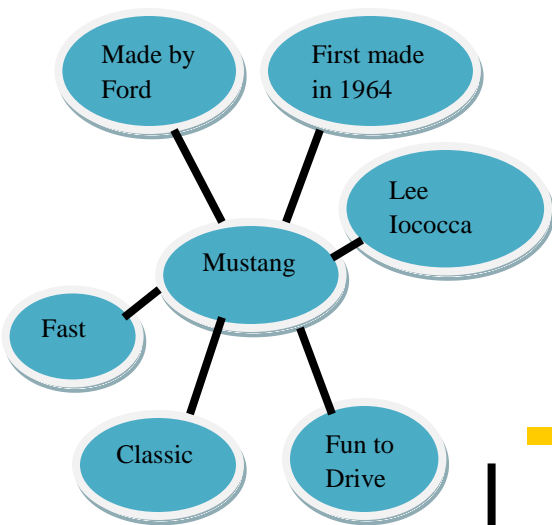 Made by
Ford
First made
in 1964
Lee
Iococca
Mustang
Fast
Classic
Fun to
Drive